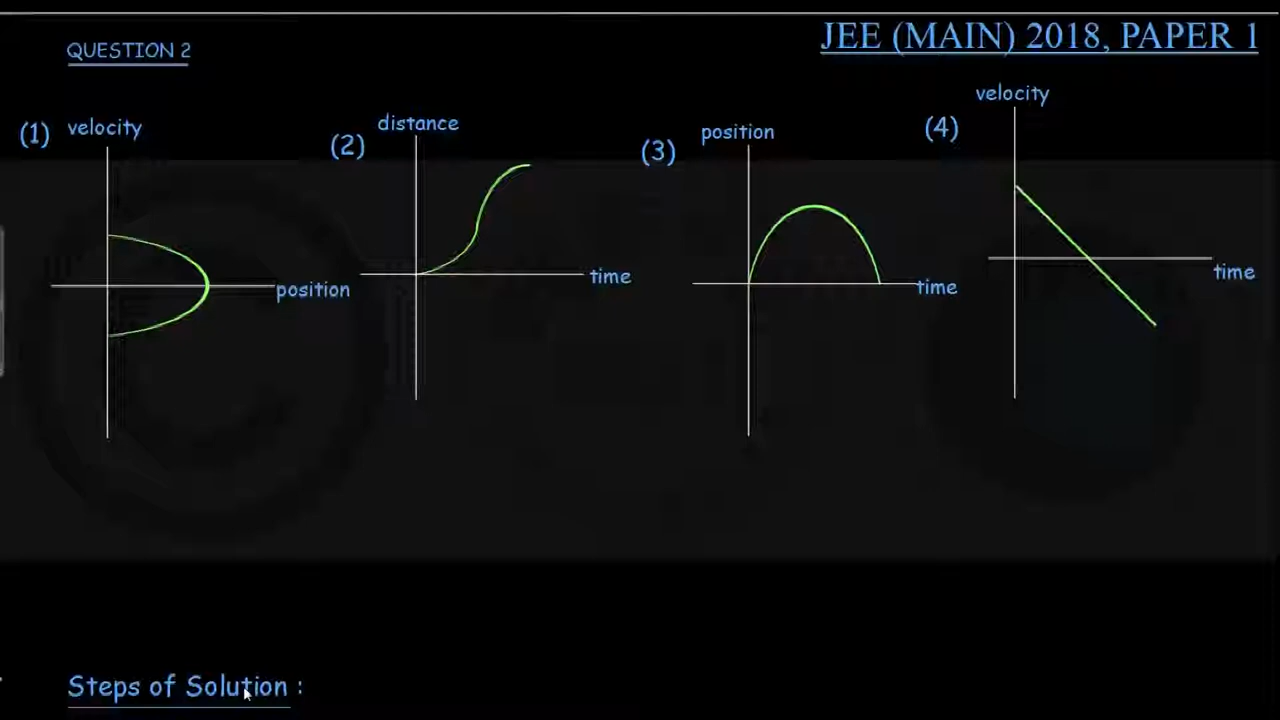 QUESTION 2
JEE (MAIN) 2018, PAPER 1
(1) velocity
position
(2) distance
time
(3) position
time
(4) velocity
time
Steps of Solution :